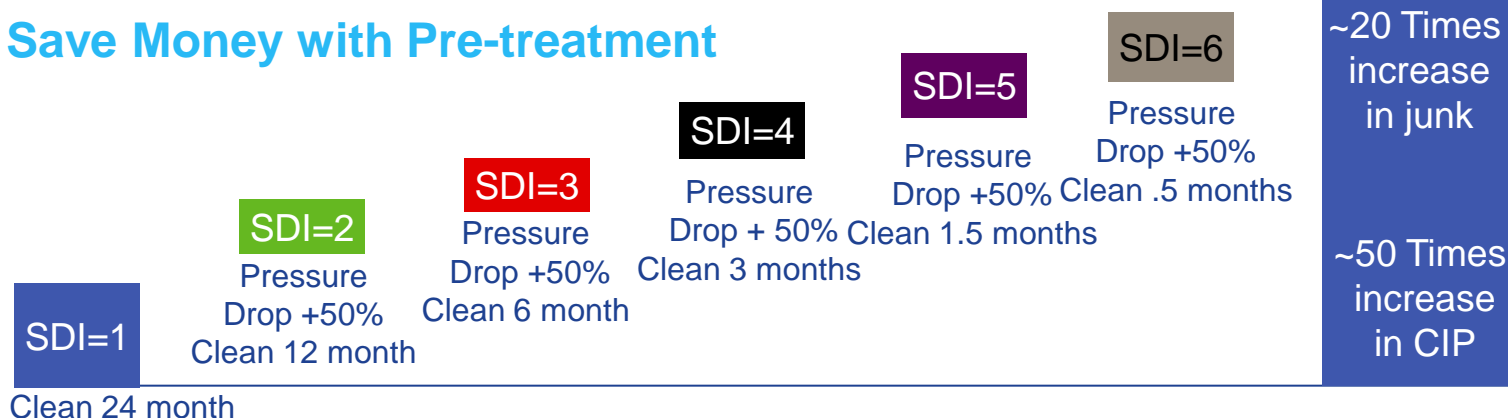 Save Money with Pre-treatment
SDI=1
Clean 24 month
SDI=2
Pressure
Drop +50%
Clean 12 month
SDI=3
Pressure
Drop +50%
Clean 6 month
SDI=4
Pressure
Drop + 50%
Clean 3 months
SDI=5
Pressure
Drop +50%
Clean 1.5 months
SDI=6
Pressure
Drop +50%
Clean .5 months
~20 Times
increase
in junk
~50 Times
increase
in CIP